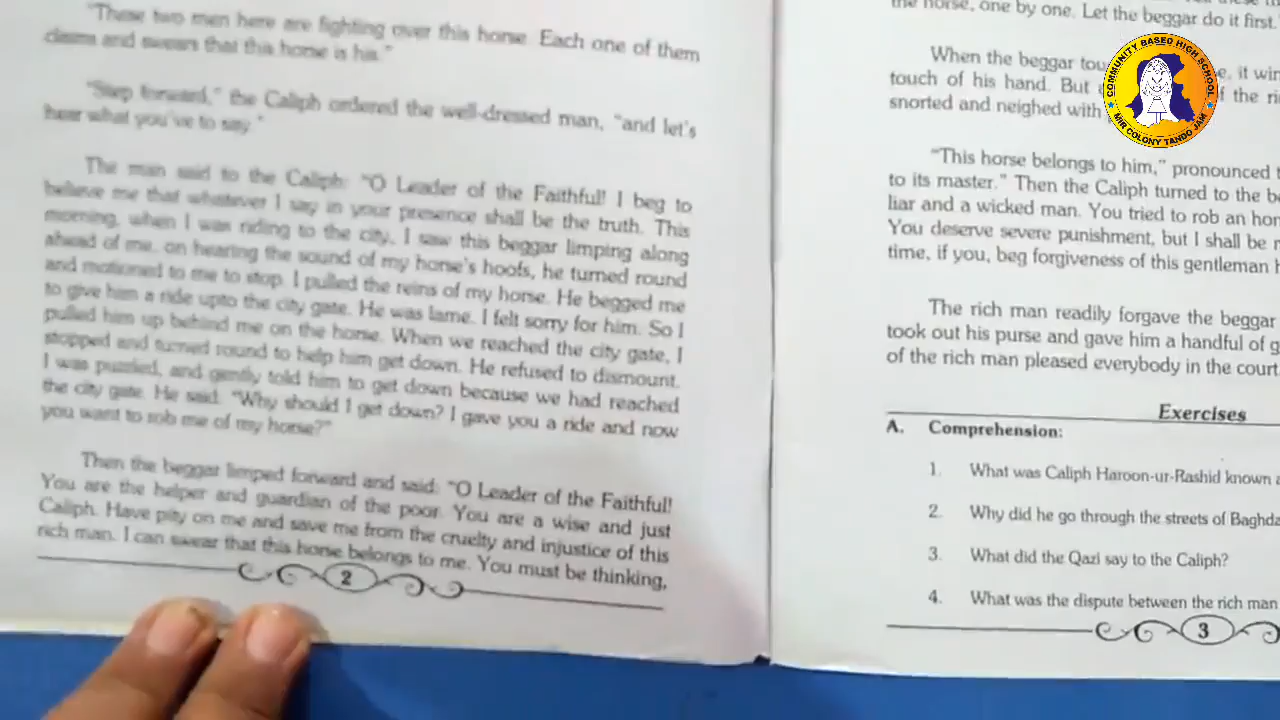 "These two men here are fighting over this horse. Each one of them
claims and swears that this horse is his."
"Step forward," the Caliph ordered the well-dressed man, "and let's
hear what you've to say."
The man said to the Caliph: "O Leader of the Faithful! I beg to
believe me that whatever I say in your presence shall be the truth. This
morning, when I was riding to the city, I saw this beggar limping along
ahead of me. on hearing the sound of my horse's hoofs, he turned round
and motioned to me to stop. I pulled the reins of my horse. He begged me
to give him a ride upto the city gate. He was lame. I felt sorry for him. So I
pulled him up behind me on the horse. When we reached the city gate, I
stopped and turned round to help him get down. He refused to dismount.
I was puzzled, and gently told him to get down because we had reached
the city gate. He said: "Why should I get down? I gave you a ride and now
you want to rob me of my horse?"
Then the beggar limped forward and said: "O Leader of the Faithful!
You are the helper and guardian of the poor. You are a wise and just
Caliph. Have pity on me and save me from the cruelty and injustice of this
rich man. I can swear that this horse belongs to me. You must be thinking,
2
the horse, one by one. Let the beggar do it first.
When the beggar tou e, it win
touch of his hand. But f the ri
snorted and neighed with
"This horse belongs to him," pronounced t
to its master." Then the Caliph turned to the be
liar and a wicked man. You tried to rob an hon
You deserve severe punishment, but I shall be m
time, if you, beg forgiveness of this gentleman h
The rich man readily forgave the beggar
took out his purse and gave him a handful of g
of the rich man pleased everybody in the court.
Exercises
A. Comprehension:
1. What was Caliph Haroon-ur-Rashid known a
2. Why did he go through the streets of Baghda
3. What did the Qazi say to the Caliph?
4. What was the dispute between the rich man
3
COMMUNITY BASED HIGH SCHOOL
MIR COLONY TANDO JAM